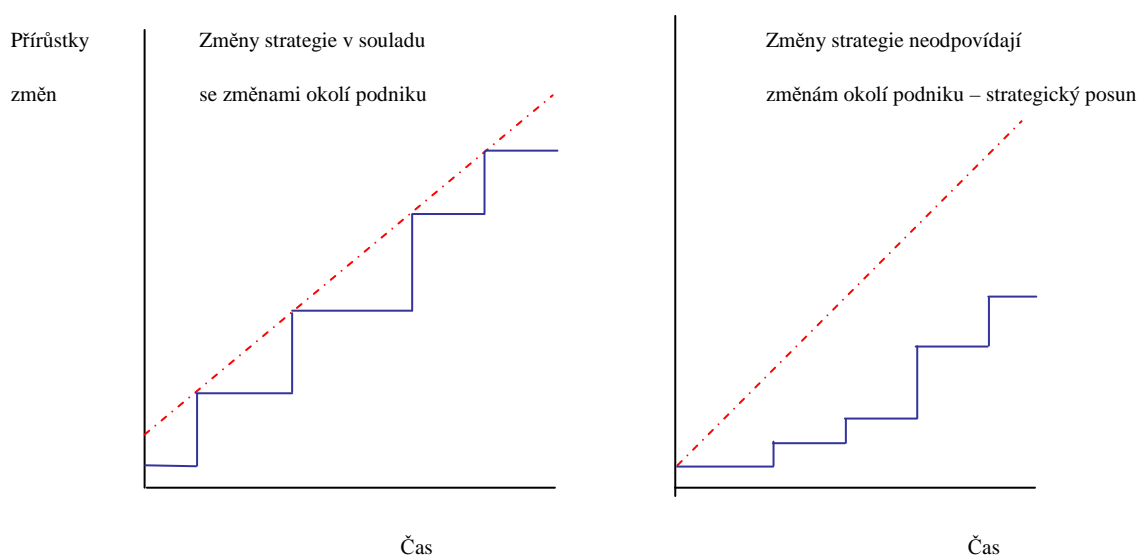 Přírůstky
změn
Změny strategie v souladu
se změnami okolí podniku
Změny strategie neodpovídají
změnám okolí podniku – strategický posun
Čas
Čas